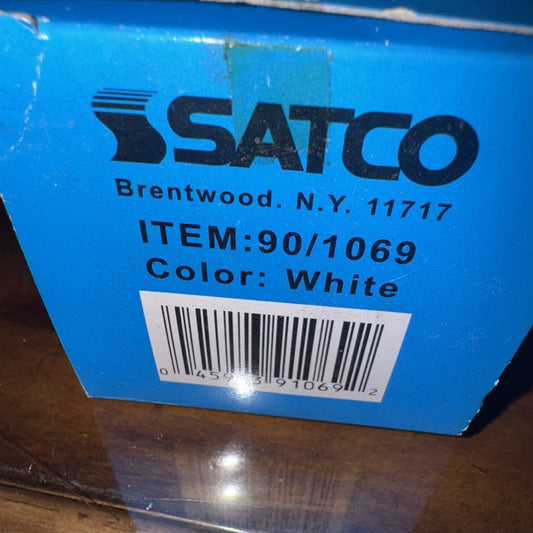 SATCO
Brentwood. N.Y. 11717
ITEM:90/1069
Color: White